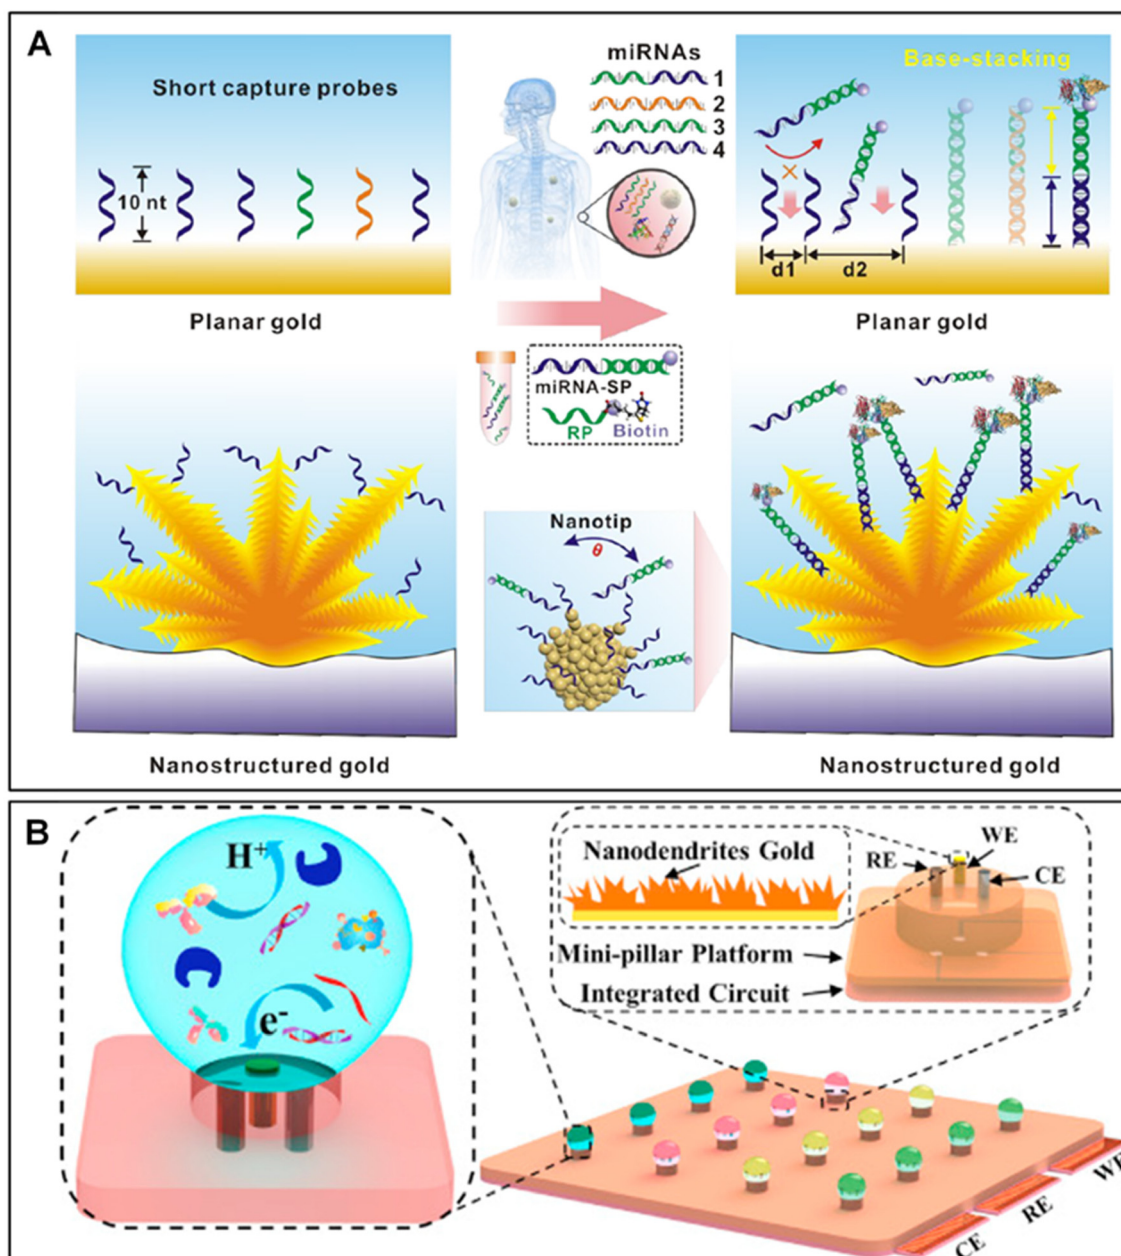 A
Short capture probes
10 nt
Planar gold
miRNAs
1
2
3
4
Base-stacking
×
d1
d2
Planar gold
miRNA-SP
RP
Biotin
Nanotip
θ
Nanostructured gold
Nanostructured gold
B
H+
e-
Nanodendrites Gold
RE
WE
CE
Mini-pillar Platform
Integrated Circuit
CE
RE
WE